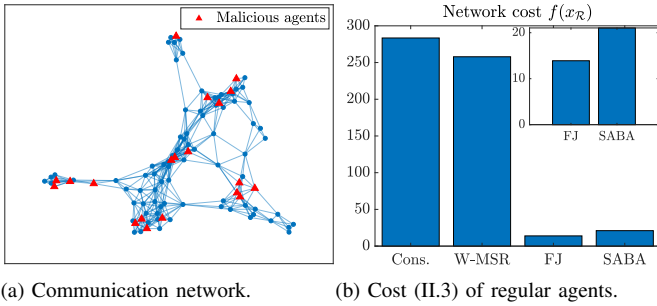 Malicious agents
Network cost f(x_R)
300
250
200
150
100
50
0
20
10
0
FJ SABA
Cons. W-MSR FJ SABA
(a) Communication network.
(b) Cost (II.3) of regular agents.